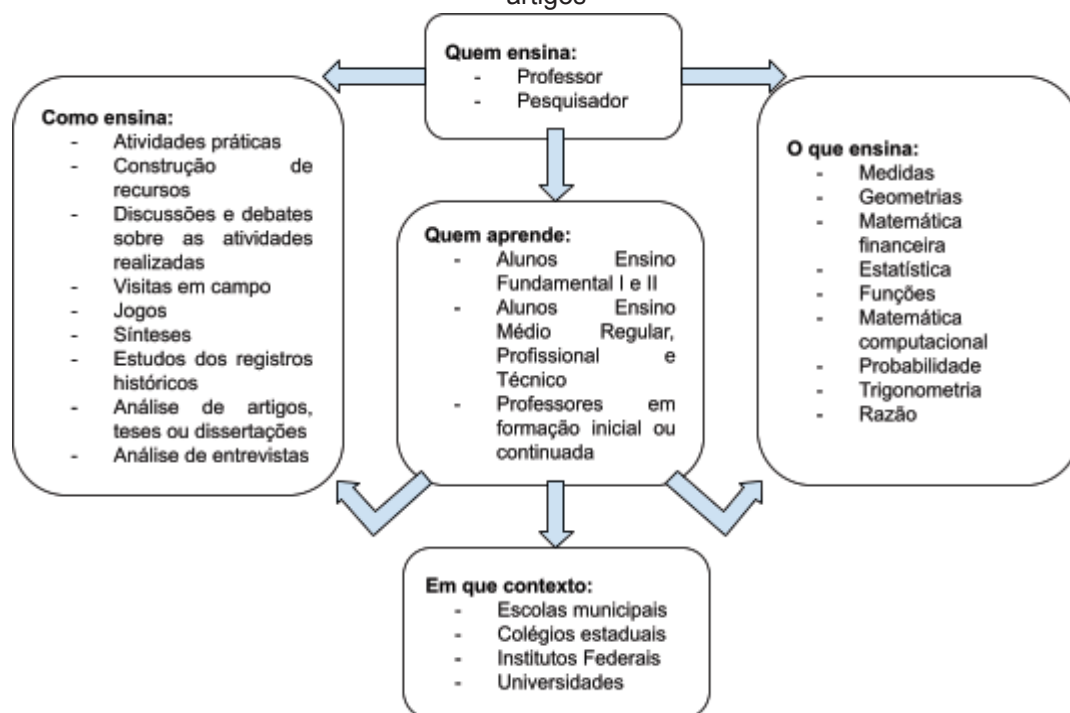 artigos
Quem ensina:
- Professor
- Pesquisador
Como ensina:
- Atividades práticas
- Construção de
recursos
- Discussões e debates
sobre as atividades
realizadas
- Visitas em campo
- Jogos
- Sínteses
- Estudos dos registros
históricos
- Análise de artigos,
teses ou dissertações
- Análise de entrevistas
Quem aprende:
- Alunos Ensino
Fundamental I e II
- Alunos Ensino
Médio Regular,
Profissional e
Técnico
- Professores em
formação inicial ou
continuada
O que ensina:
- Medidas
- Geometrias
- Matemática
financeira
- Estatística
- Funções
- Matemática
computacional
- Probabilidade
- Trigonometria
- Razão
Em que contexto:
- Escolas municipais
- Colégios estaduais
- Institutos Federais
- Universidades